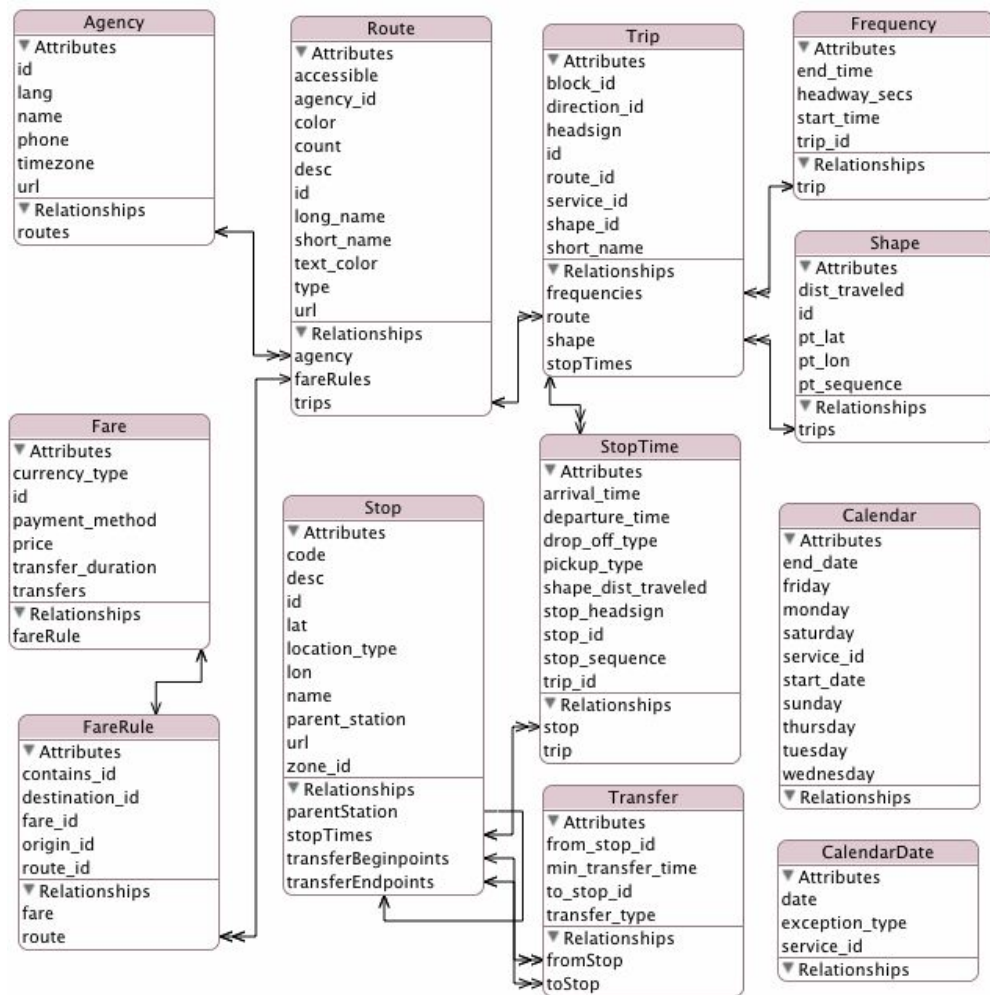 Agency
Attributes
id
lang
name
phone
timezone
url
Relationships
routes
Route
Attributes
accessible
agency_id
color
count
desc
id
long_name
short_name
text_color
type
url
Relationships
agency
fareRules
trips
Trip
Attributes
block_id
direction_id
headsign
id
route_id
service_id
shape_id
short_name
Relationships
frequencies
route
shape
stopTimes
Frequency
Attributes
end_time
headway_secs
start_time
trip_id
Relationships
trip
Shape
Attributes
dist_traveled
id
pt_lat
pt_lon
pt_sequence
Relationships
trips
Fare
Attributes
currency_type
id
payment_method
price
transfer_duration
transfers
Relationships
fareRule
Stop
Attributes
code
desc
id
lat
location_type
lon
name
parent_station
url
zone_id
Relationships
parentStation
stopTimes
transferBeginpoints
transferEndpoints
StopTime
Attributes
arrival_time
departure_time
drop_off_type
pickup_type
shape_dist_traveled
stop_headsign
stop_id
stop_sequence
trip_id
Relationships
stop
trip
Calendar
Attributes
end_date
friday
monday
saturday
service_id
start_date
sunday
thursday
tuesday
wednesday
Relationships
FareRule
Attributes
contains_id
destination_id
fare_id
origin_id
route_id
Relationships
fare
route
Transfer
Attributes
from_stop_id
min_transfer_time
to_stop_id
transfer_type
Relationships
fromStop
toStop
CalendarDate
Attributes
date
exception_type
service_id
Relationships